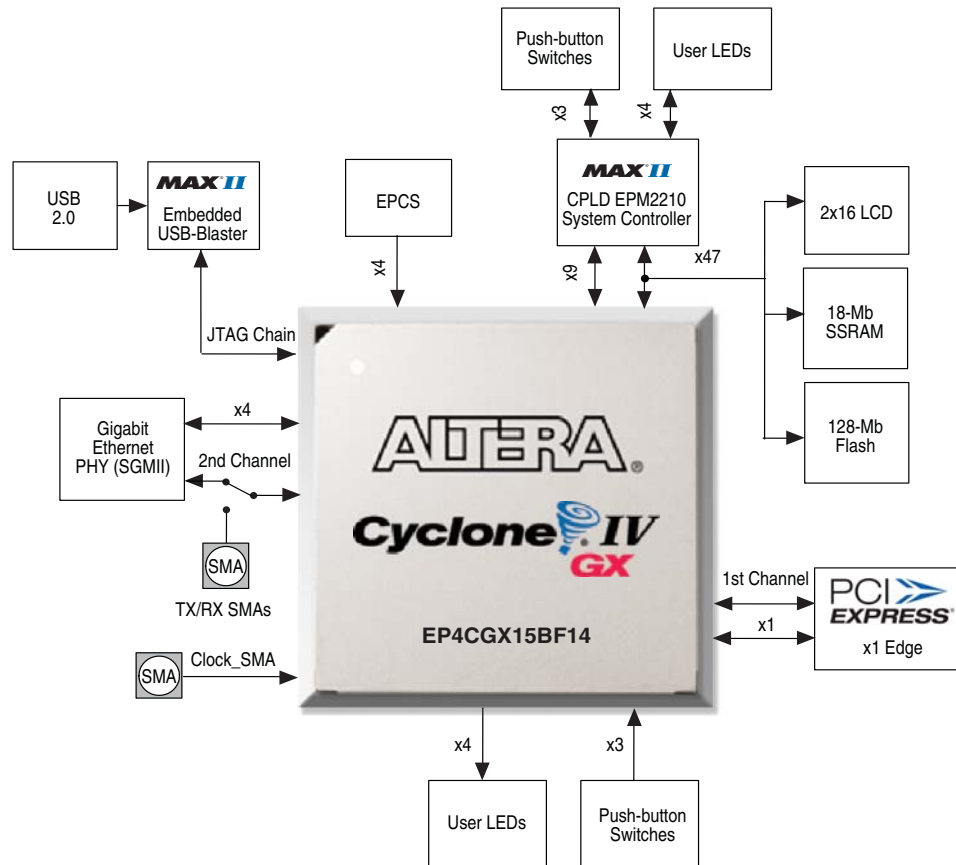 Push-button
Switches
User LEDs
x3
x4
USB
2.0
MAX® II
Embedded
USB-Blaster
EPCS
MAX® II
CPLD EPM2210
System Controller
2x16 LCD
x4
x9
x47
18-Mb
SSRAM
JTAG Chain
128-Mb
Flash
Gigabit
Ethernet
PHY (SGMII)
x4
2nd Channel
ALTERA®
Cyclone® IV
GX
EP4CGX15BF14
SMA
TX/RX SMAs
1st Channel
x1
PCI
EXPRESS®
x1 Edge
SMA
Clock_SMA
x4
x3
User LEDs
Push-button
Switches